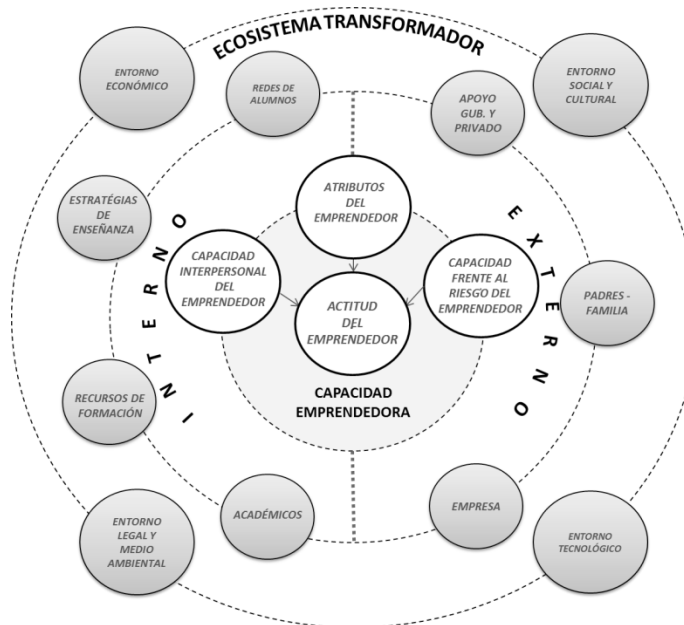 ECOSISTEMA TRANSFORMADOR
ENTORNO
ECONÓMICO
REDES DE
ALUMNOS
APOYO
GUB. Y
PRIVADO
ENTORNO
SOCIAL Y
CULTURAL
ESTRATÉGIAS
DE
ENSEÑANZA
INTERNO
ATRIBUTOS
DEL
EMPRENDEDOR
CAPACIDAD
INTERPERSONAL
DEL
EMPRENDEDOR
ACTITUD
DEL
EMPRENDEDOR
CAPACIDAD
FRENTE AL
RIESGO DEL
EMPRENDEDOR
EXTERNO
PADRES -
FAMILIA
CAPACIDAD
EMPRENDEDORA
RECURSOS DE
FORMACIÓN
ACADÉMICOS
EMPRESA
ENTORNO
LEGAL Y
MEDIO
AMBIENTAL
ENTORNO
TECNOLÓGICO